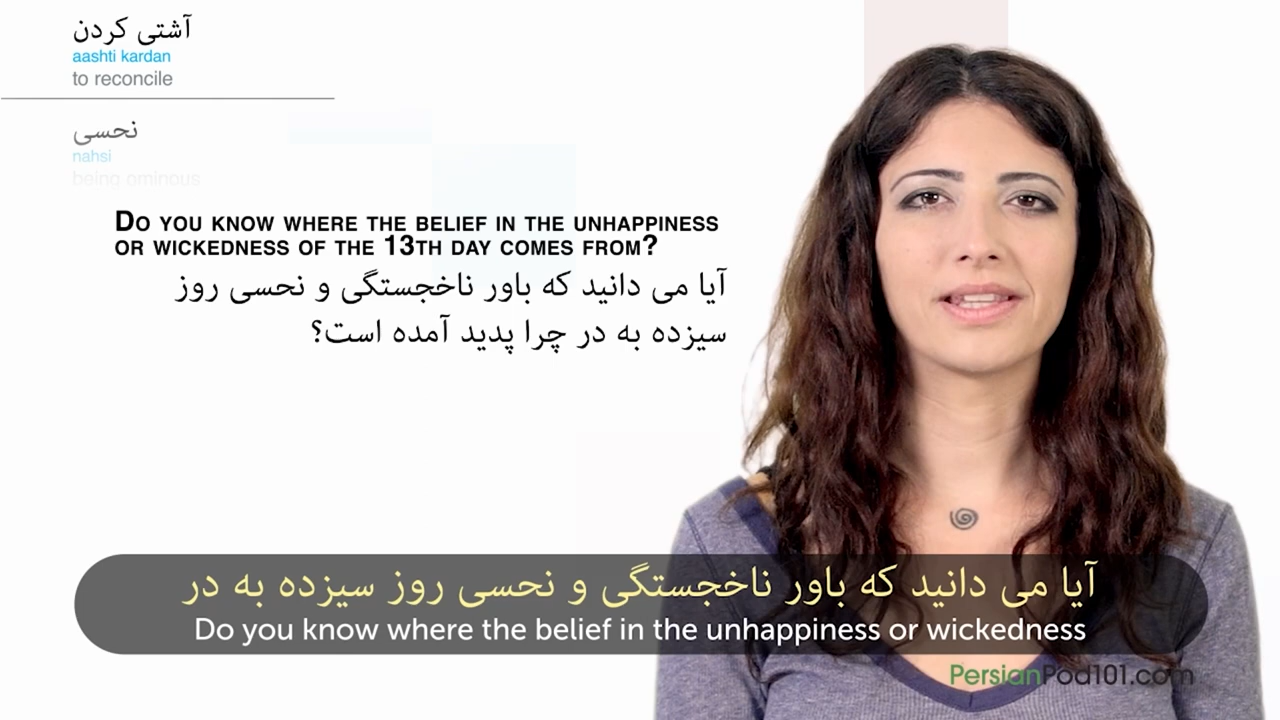 آشتی کردن
aashti kardan
to reconcile
نحسی
nahsi
being ominous
DO YOU KNOW WHERE THE BELIEF IN THE UNHAPPINESS
OR WICKEDNESS OF THE 13TH DAY COMES FROM?
آیا می دانید که باور ناخجستگی و نحسی روز
سیزده به در چرا پدید آمده است؟
آیا می دانید که باور ناخجستگی و نحسی روز سیزده به در
Do you know where the belief in the unhappiness or wickedness
PersianPod101.com